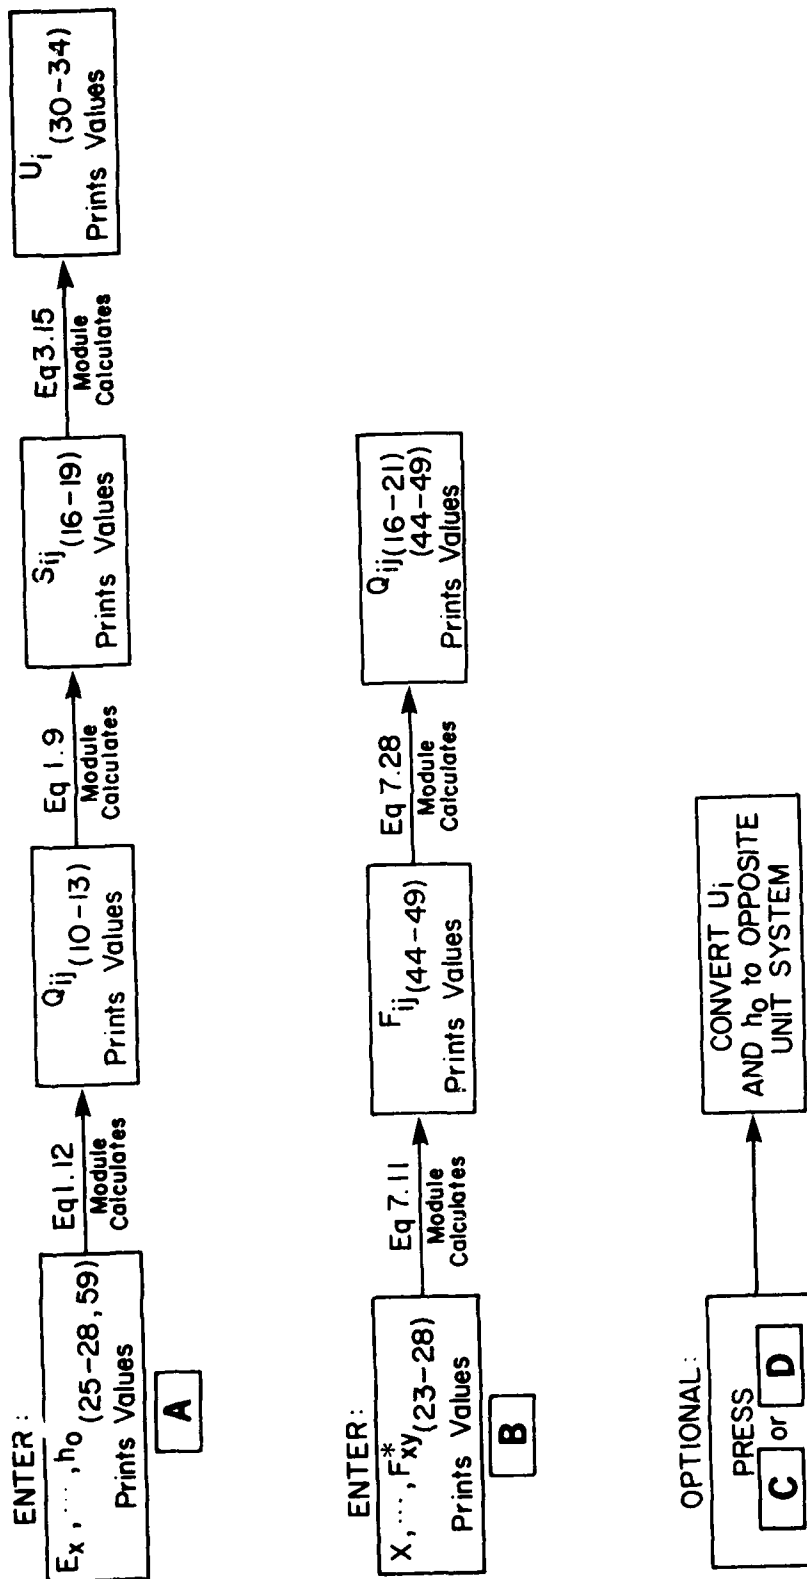 ENTER:
Ex, ..., ho
(25-28, 59)
Prints Values
A
Eq 1.12
Module
Calculates
Qij (10-13)
Prints Values
Eq 1.9
Module
Calculates
Sij (16-19)
Prints Values
Eq 3.15
Module
Calculates
Ui
(30-34)
Prints Values
ENTER:
X, ..., F*xy (23-28)
Prints Values
B
Eq 7.11
Module
Calculates
Fij (44-49)
Prints Values
Eq 7.28
Module
Calculates
Qij (16-21)
(44-49)
Prints Values
OPTIONAL:
PRESS
C or D
CONVERT Ui
AND ho to OPPOSITE
UNIT SYSTEM